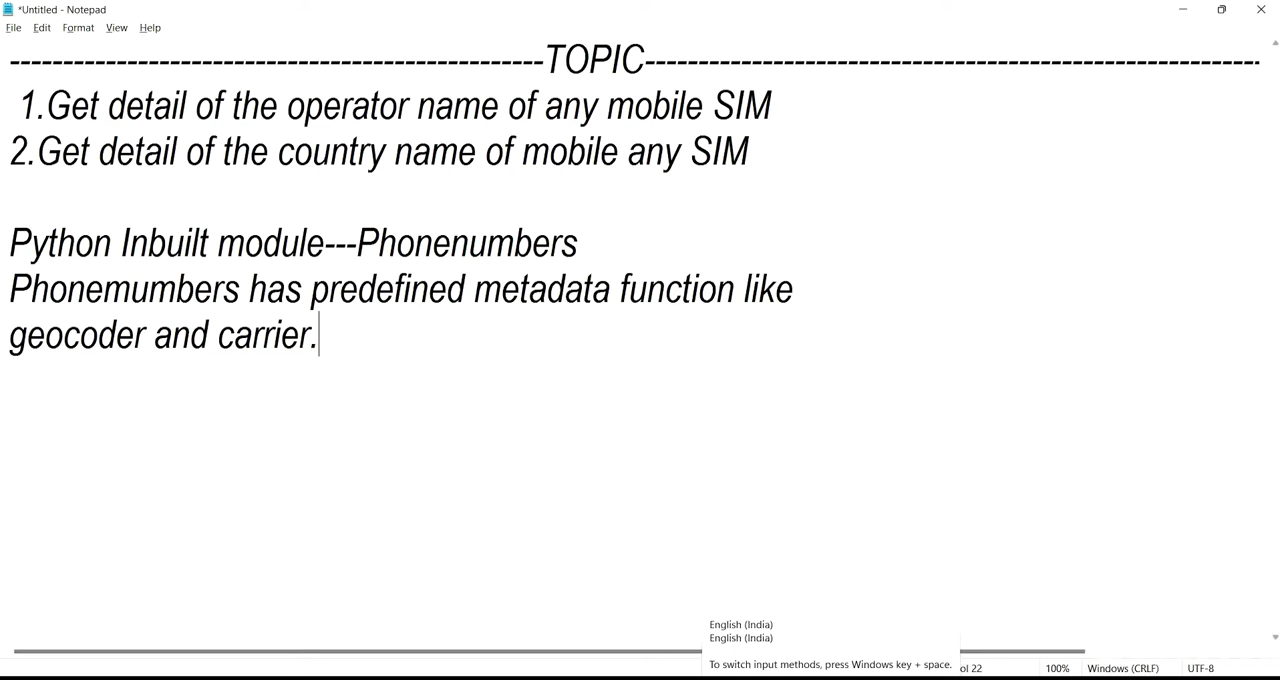 *Untitled - Notepad
File Edit Format View Help
--------------------------------------------------TOPIC----------------------------------------------------------
1.Get detail of the operator name of any mobile SIM
2.Get detail of the country name of mobile any SIM
Python Inbuilt module---Phonenumbers
Phonemumbers has predefined metadata function like
geocoder and carrier.
English (India)
English (India)
To switch input methods, press Windows key + space.
ol 22 100% Windows (CRLF) UTF-8